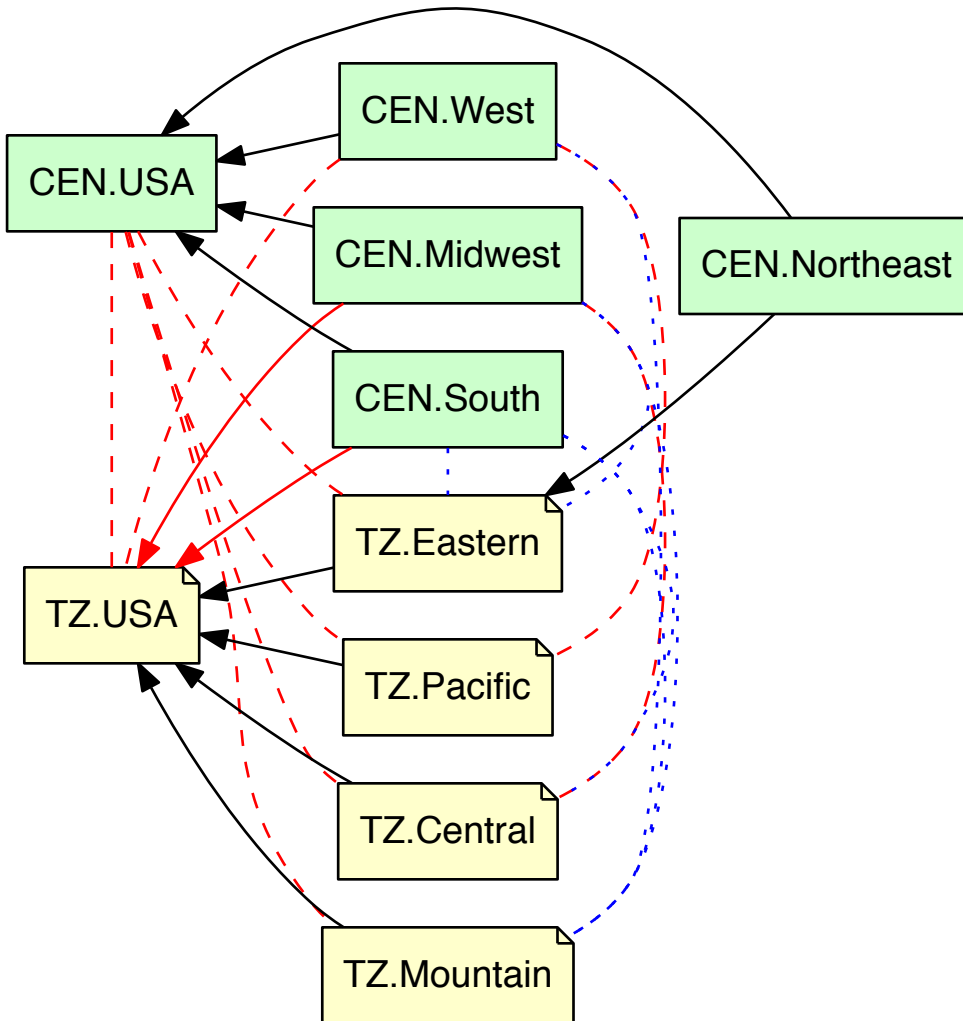 CEN.West
CEN.USA
CEN.Midwest
CEN.Northeast
CEN.South
TZ.Eastern
TZ.USA
TZ.Pacific
TZ.Central
TZ.Mountain